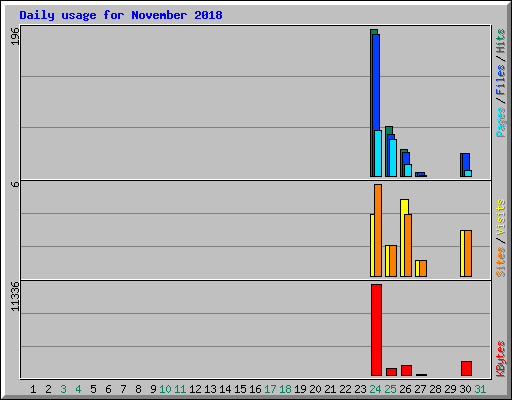 Daily usage for November 2018
196
6
11336
Pages/Files/Hits
Sites/Visits
KBytes
1 2 3 4 5 6 7 8 9 10 11 12 13 14 15 16 17 18 19 20 21 22 23 24 25 26 27 28 29 30 31